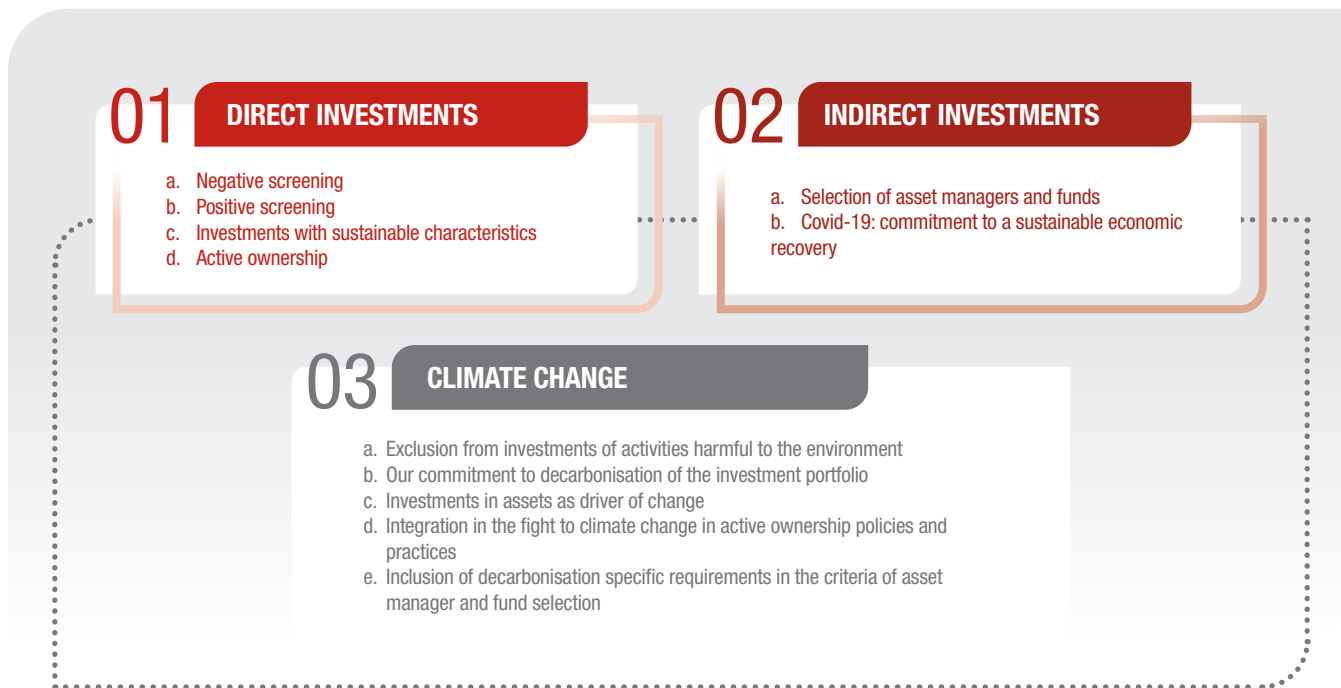 01 DIRECT INVESTMENTS
a. Negative screening
b. Positive screening
c. Investments with sustainable characteristics
d. Active ownership
02 INDIRECT INVESTMENTS
a. Selection of asset managers and funds
b. Covid-19: commitment to a sustainable economic
recovery
03 CLIMATE CHANGE
a. Exclusion from investments of activities harmful to the environment
b. Our commitment to decarbonisation of the investment portfolio
c. Investments in assets as driver of change
d. Integration in the fight to climate change in active ownership policies and
practices
e. Inclusion of decarbonisation specific requirements in the criteria of asset
manager and fund selection